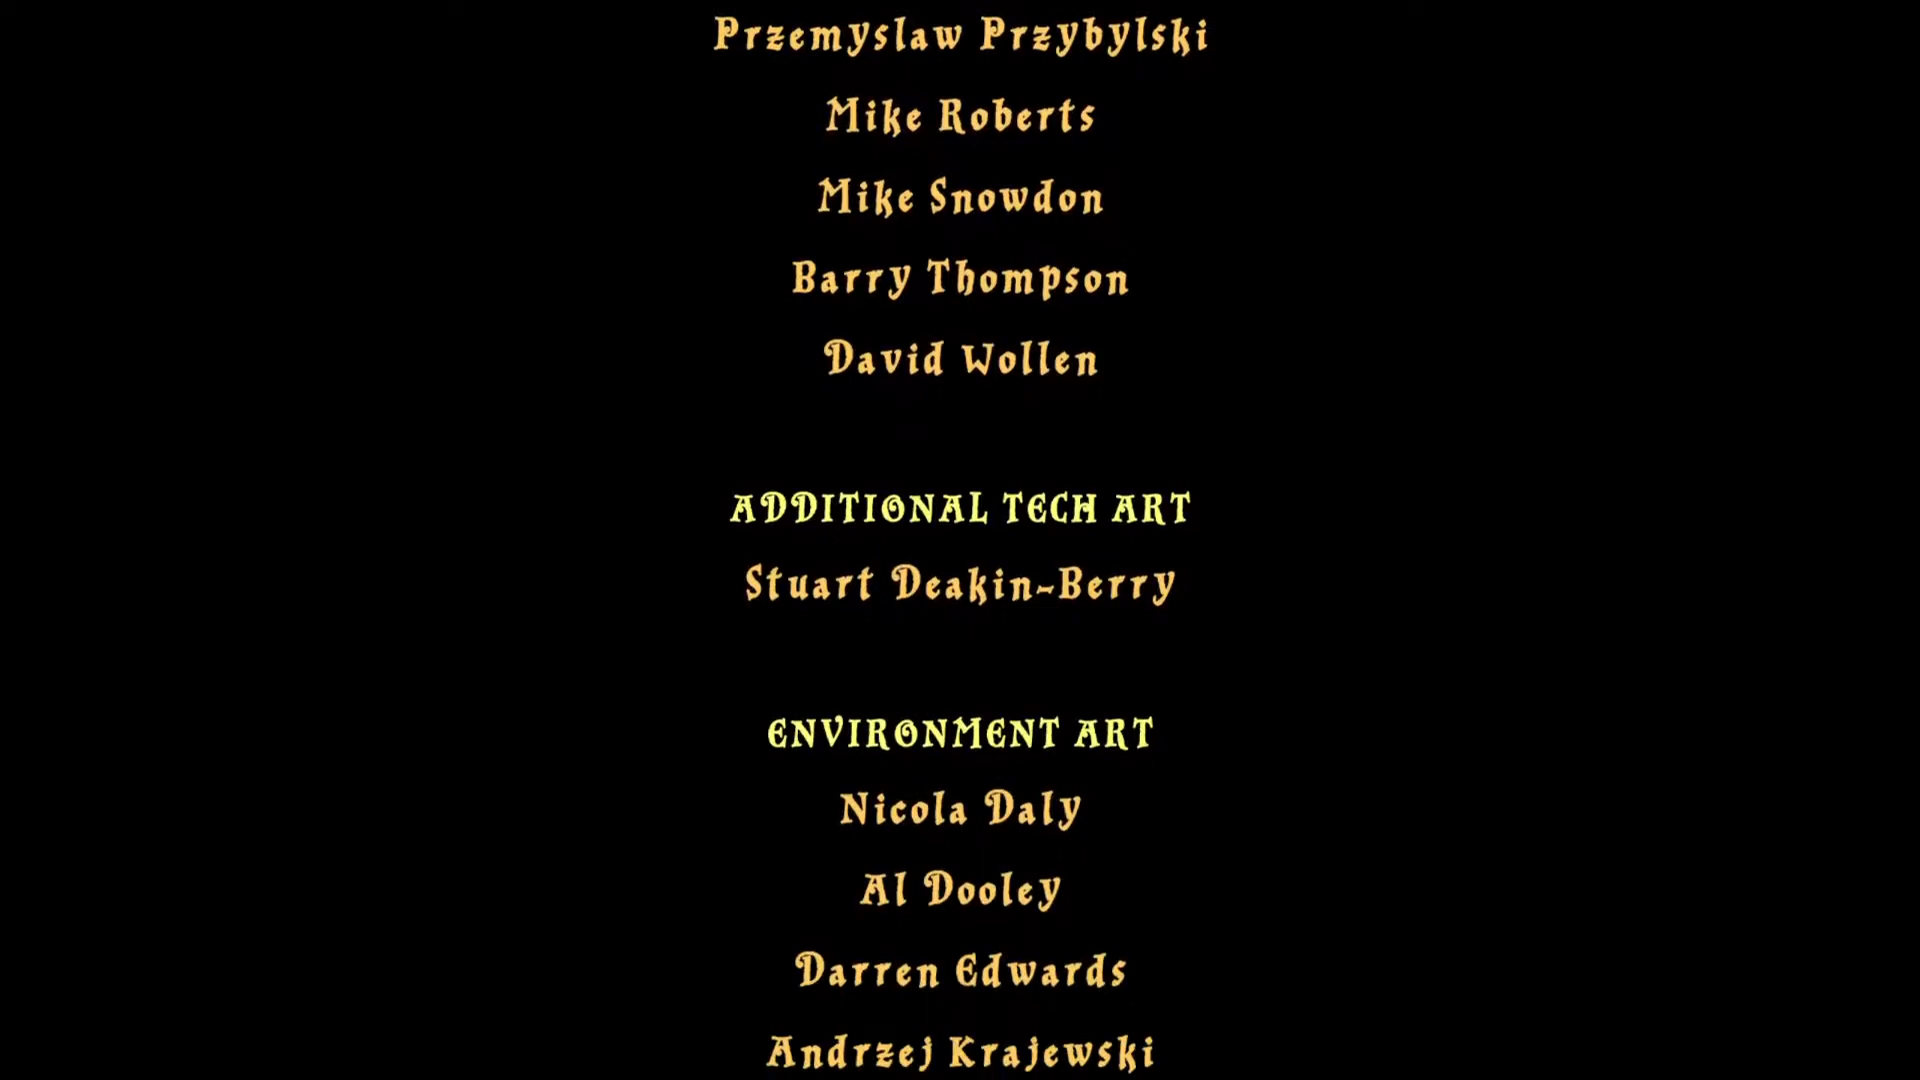 Przemyslaw Przybylski
Mike Roberts
Mike Snowdon
Barry Thompson
David Wollen
ADDITIONAL TECH ART
Stuart Deakin-Berry
ENVIRONMENT ART
Nicola Daly
Al Dooley
Darren Edwards
Andrzej Krajewski